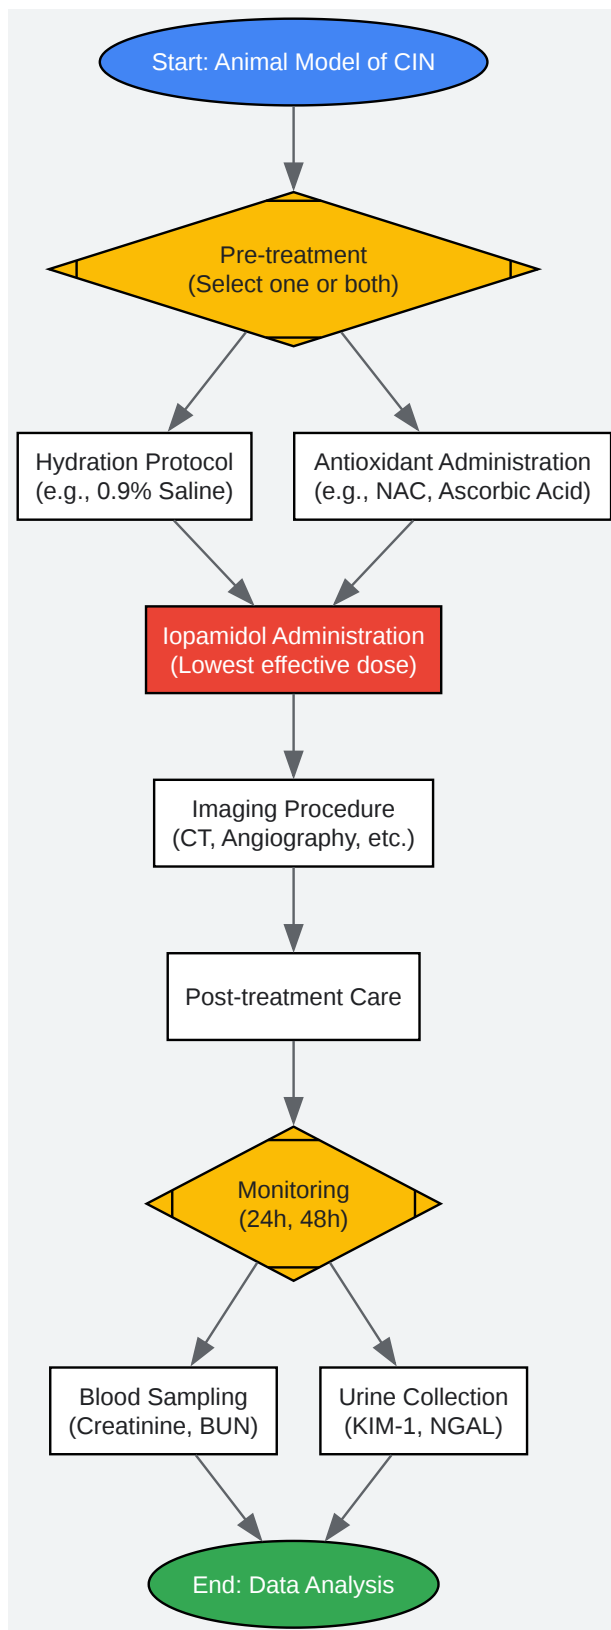 Start: Animal Model of CIN
Pre-treatment
(Select one or both)
Hydration Protocol
(e.g., 0.9% Saline)
Antioxidant Administration
(e.g., NAC, Ascorbic Acid)
Iopamidol Administration
(Lowest effective dose)
Imaging Procedure
(CT, Angiography, etc.)
Post-treatment Care
Monitoring
(24h, 48h)
Blood Sampling
(Creatinine, BUN)
Urine Collection
(KIM-1, NGAL)
End: Data Analysis